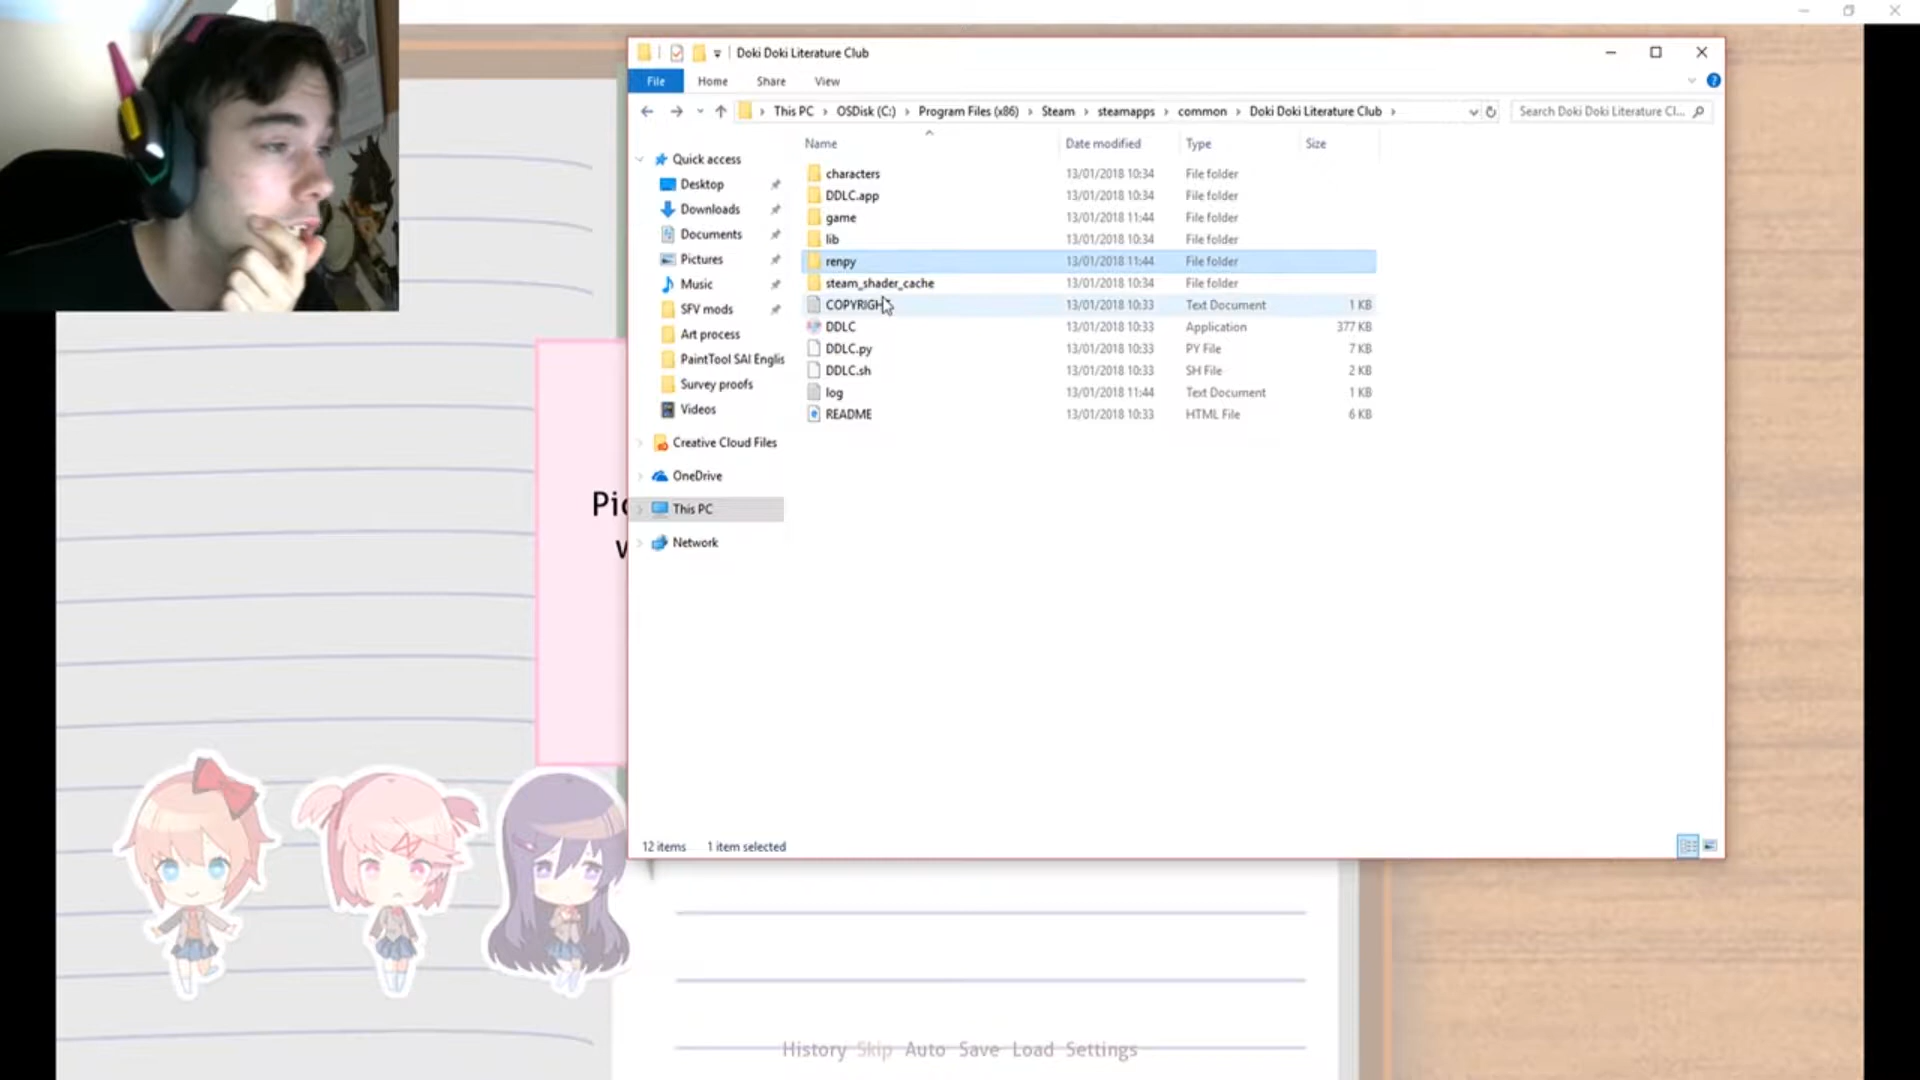 Doki Doki Literature Club
File Home Share View
This PC OSDisk (C:) Program Files (x86) Steam steamapps common Doki Doki Literature Club Search Doki Doki Literature Cl...
Name Date modified Type Size
Quick access
Desktop
Downloads
Documents
Pictures
Music
SFV mods
Art process
PaintTool SAI Englis
Survey proofs
Videos
Creative Cloud Files
OneDrive
This PC
Network
characters 13/01/2018 10:34 File folder
DDLC.app 13/01/2018 10:34 File folder
game 13/01/2018 11:44 File folder
lib 13/01/2018 10:34 File folder
renpy 13/01/2018 11:44 File folder
steam_shader_cache 13/01/2018 10:34 File folder
COPYRIGHT 13/01/2018 10:33 Text Document 1 KB
DDLC 13/01/2018 10:33 Application 377 KB
DDLC.py 13/01/2018 10:33 PY File 7 KB
DDLC.sh 13/01/2018 10:33 SH File 2 KB
log 13/01/2018 11:44 Text Document 1 KB
README 13/01/2018 10:33 HTML File 6 KB
12 items 1 item selected
History Skip Auto Save Load Settings